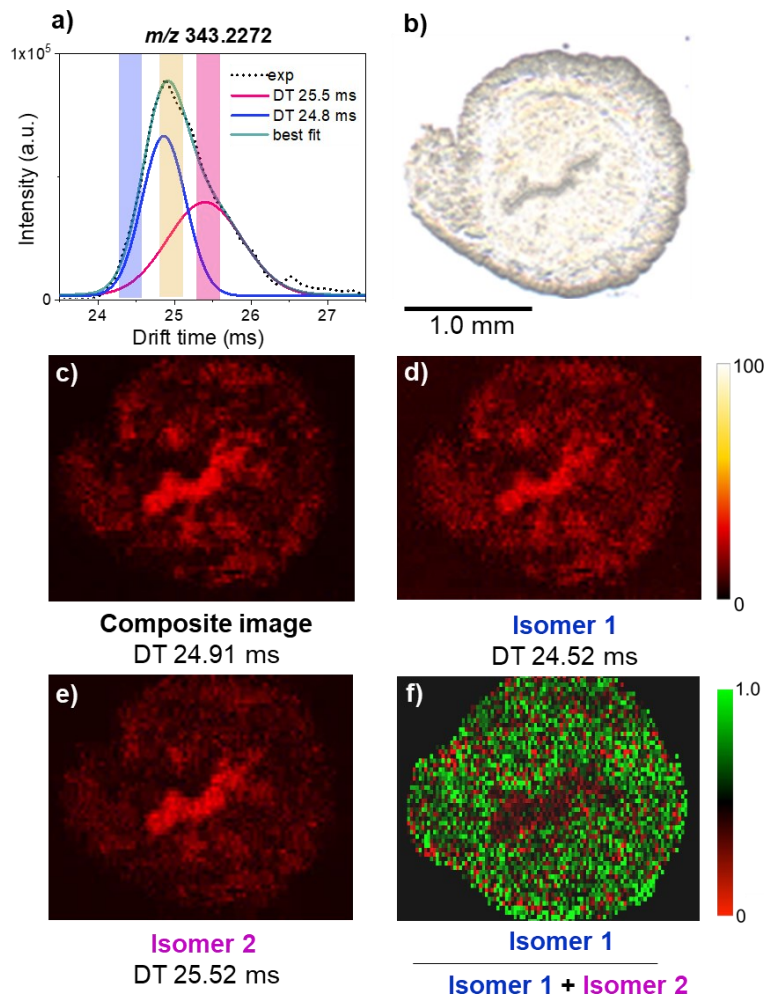 a)
m/z 343.2272
1x10⁵
0
Intensity (a.u.)
exp
DT 25.5 ms
DT 24.8 ms
best fit
24 25 26 27
Drift time (ms)
b)
1.0 mm
c)
Composite image
DT 24.91 ms
d)
100
0
Isomer 1
DT 24.52 ms
e)
Isomer 2
DT 25.52 ms
f)
1.0
0
Isomer 1
Isomer 1 + Isomer 2